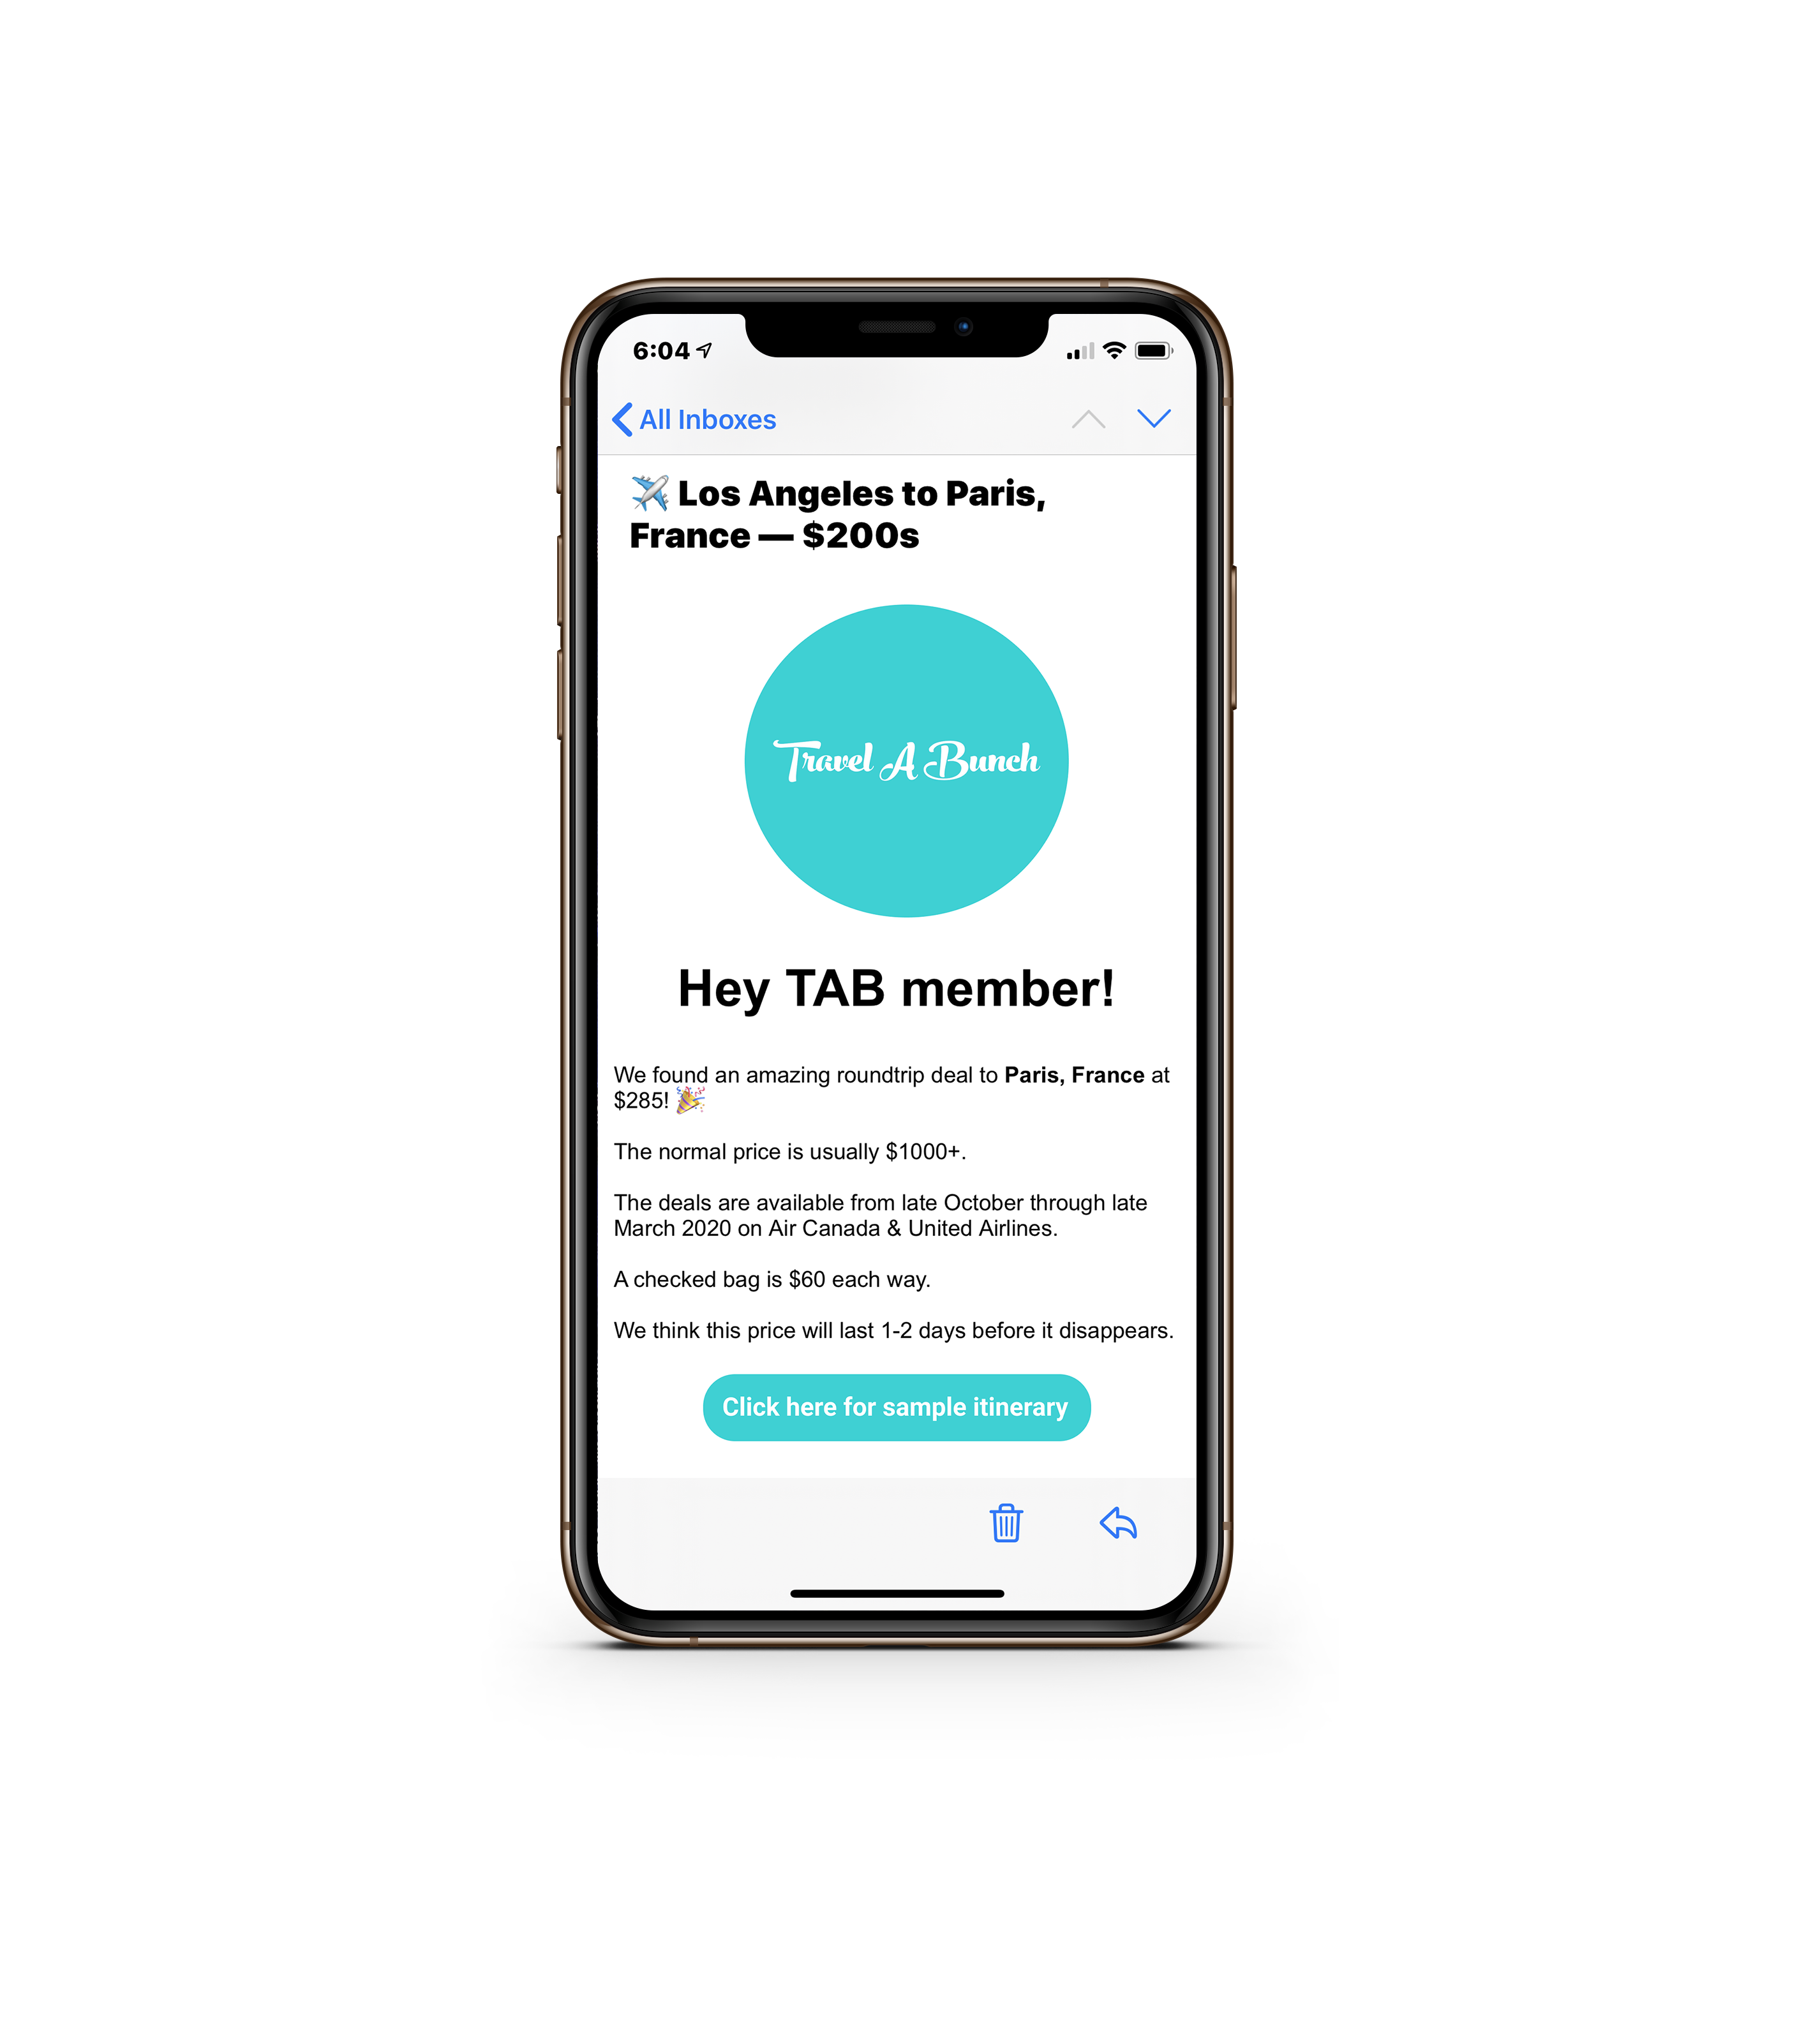 6:04
All Inboxes
✈️ Los Angeles to Paris,
France — $200s
Travel A Bunch
Hey TAB member!
We found an amazing roundtrip deal to Paris, France at
$285! 🎉
The normal price is usually $1000+.
The deals are available from late October through late
March 2020 on Air Canada & United Airlines.
A checked bag is $60 each way.
We think this price will last 1-2 days before it disappears.
Click here for sample itinerary